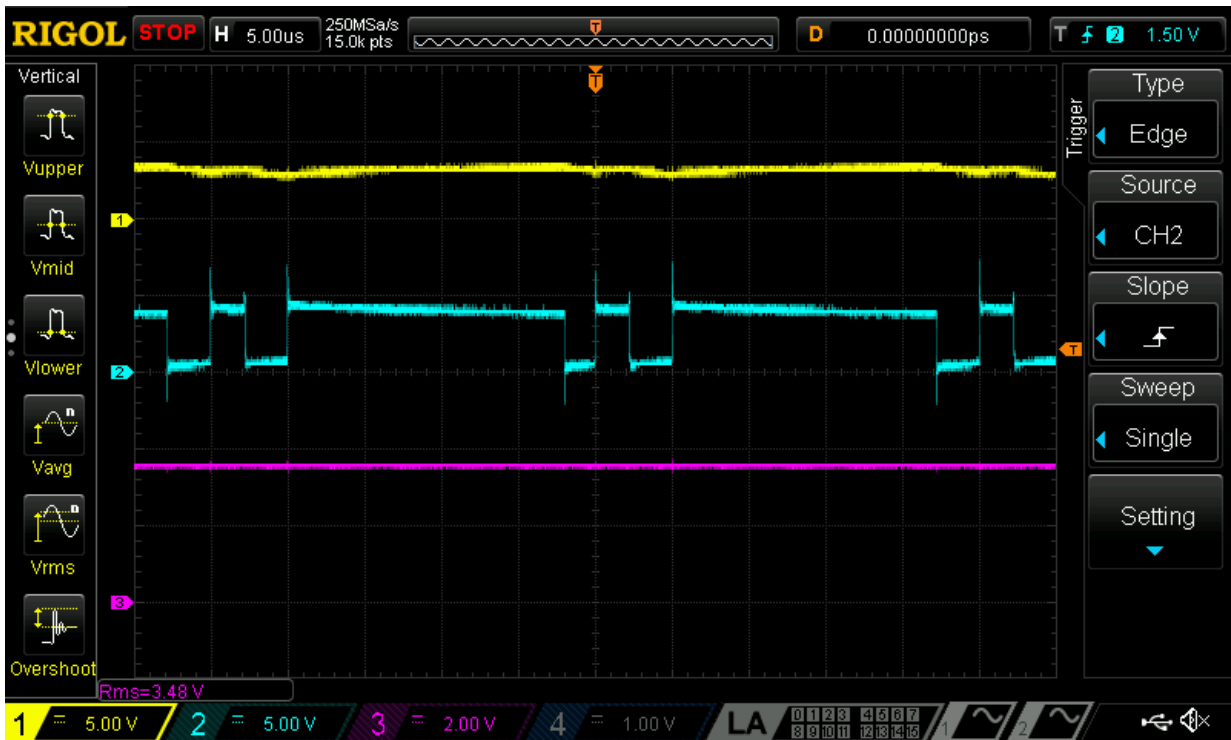 RIGOL STOP H 5.00us 250MSa/s 15.0k pts T D 0.00000000ps T 2 1.50 V
Vertical
Vupper
Vmid
Vlower
Vavg
Vrms
Overshoot
T
1
2
3
T
Rms=3.48 V
Trigger
Type
Edge
Source
CH2
Slope
Sweep
Single
Setting
1 5.00 V 2 5.00 V 3 2.00 V 4 1.00 V LA 0 1 2 3 4 5 6 7 1 2
8 9 10 11 12 13 14 15